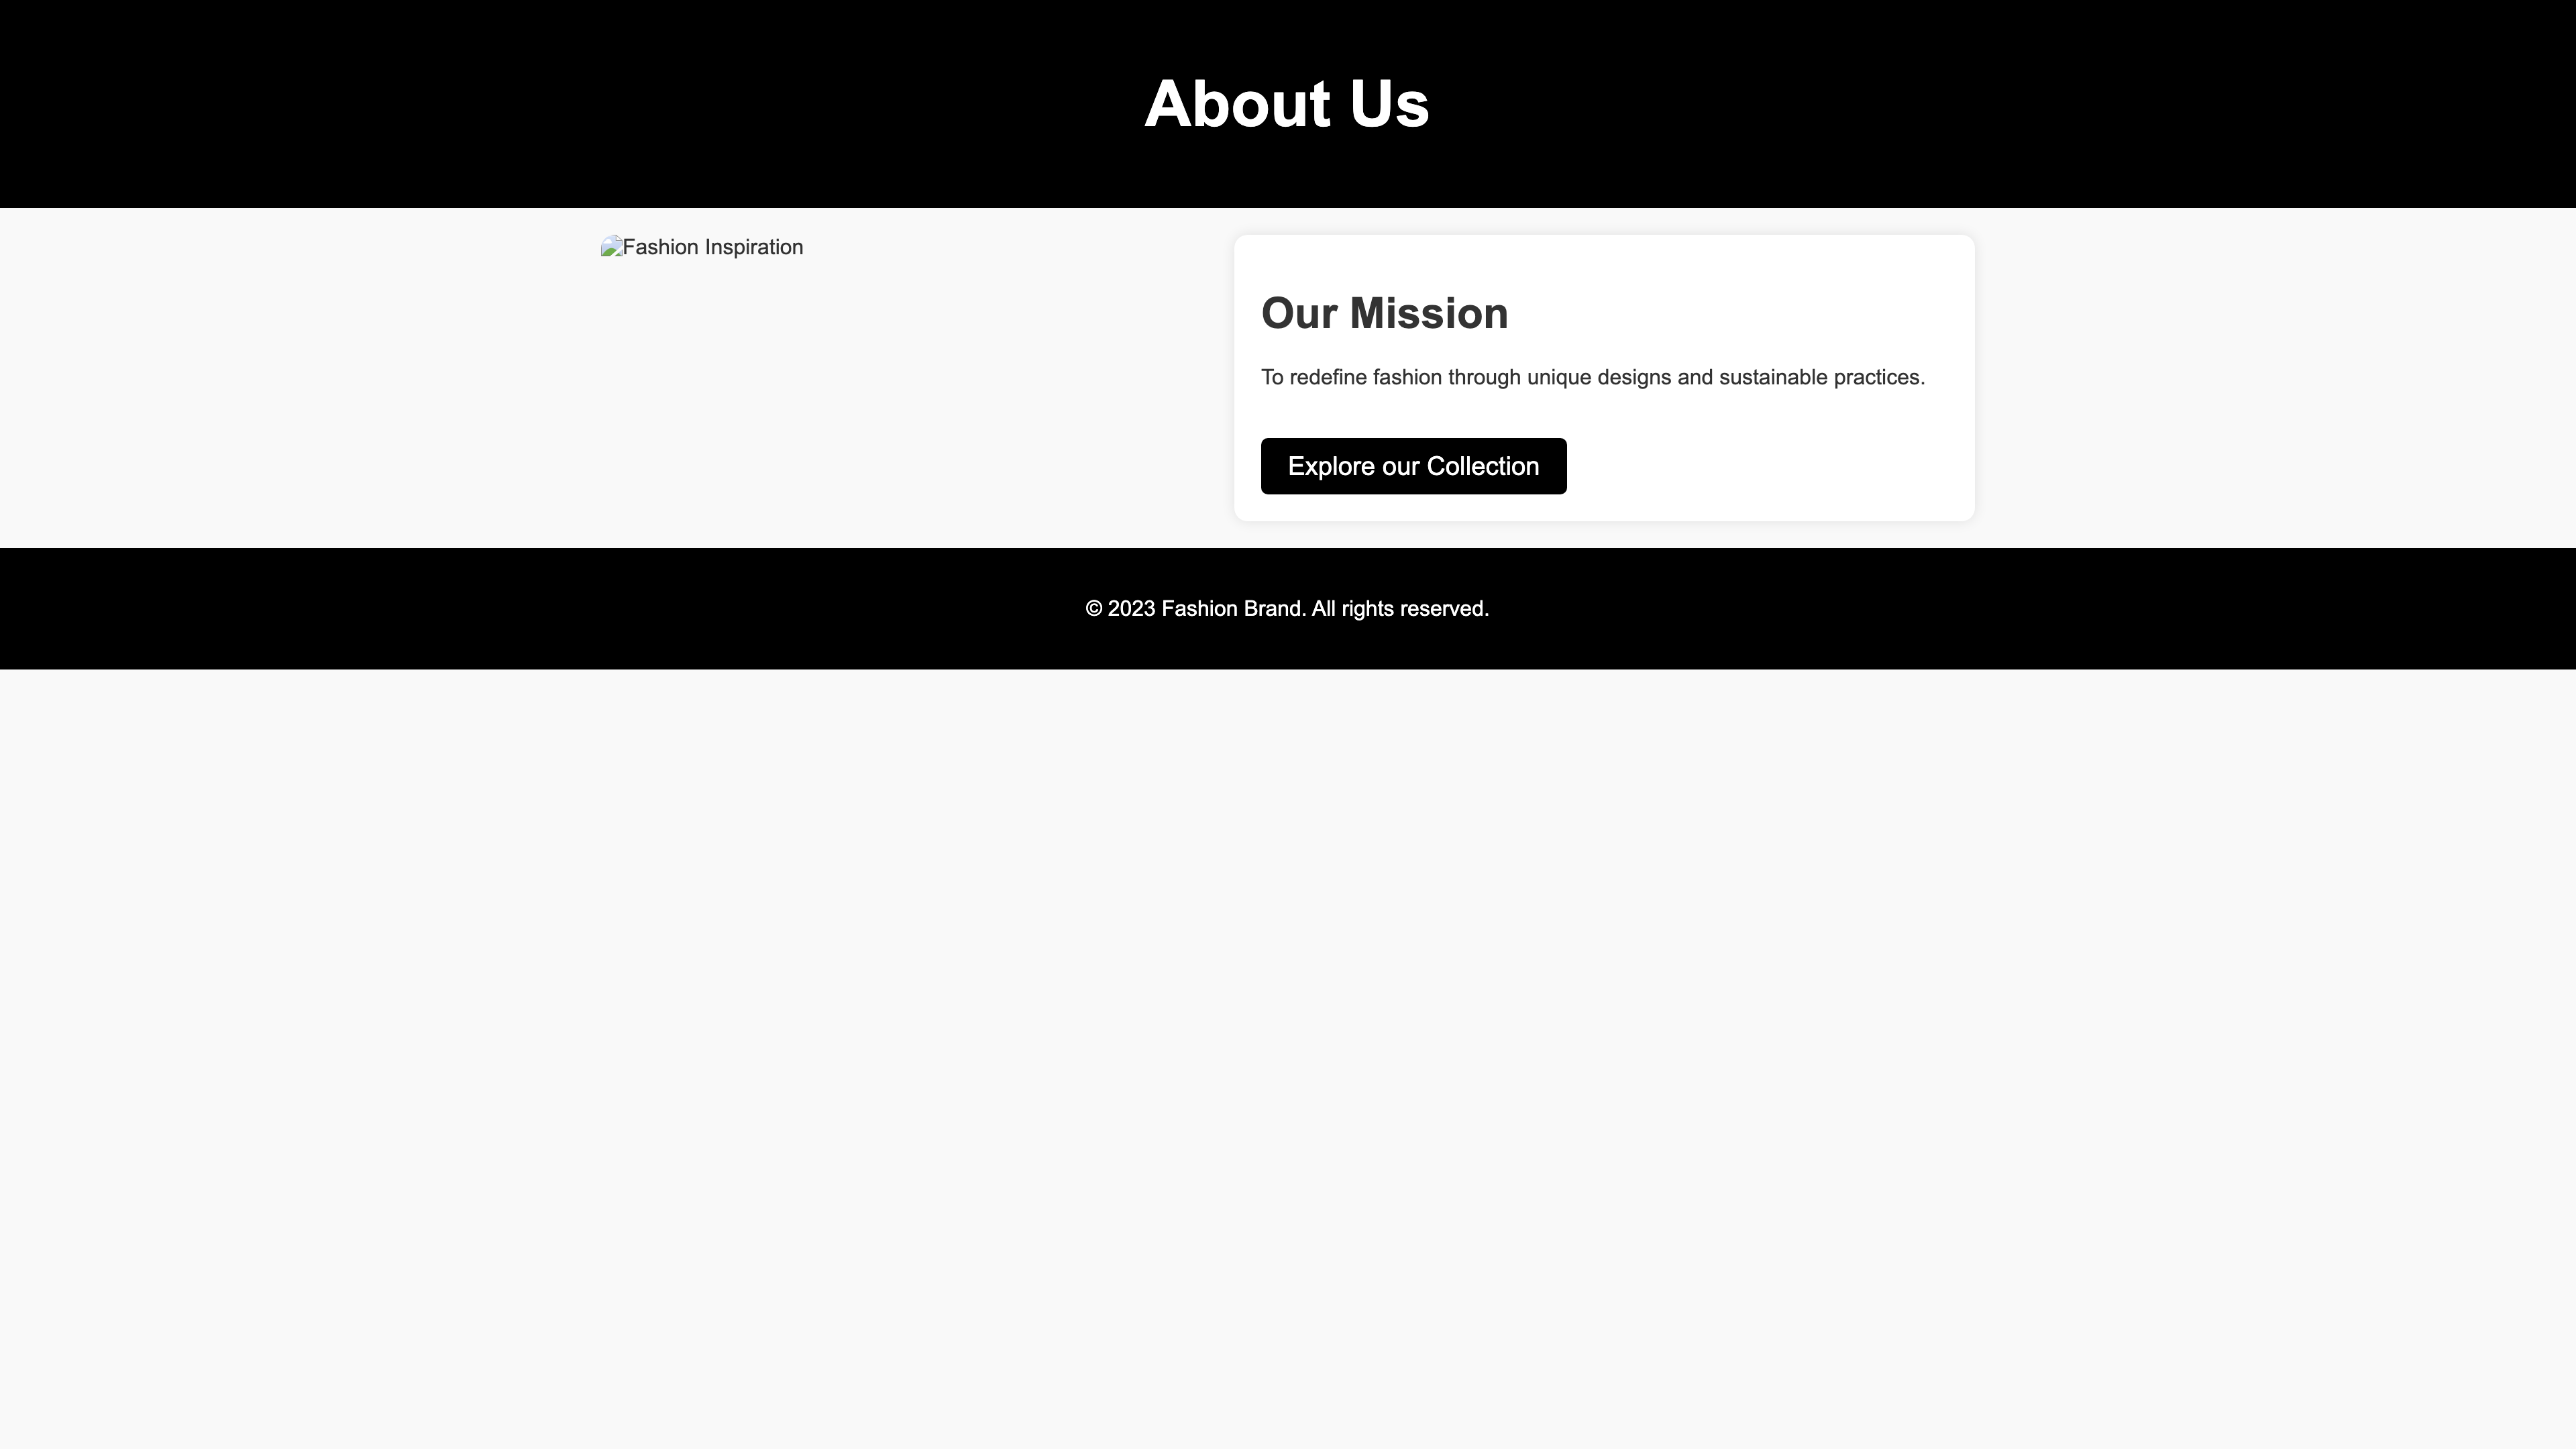 About Us
Fashion Inspiration
Our Mission
To redefine fashion through unique designs and sustainable practices.
Explore our Collection
© 2023 Fashion Brand. All rights reserved.